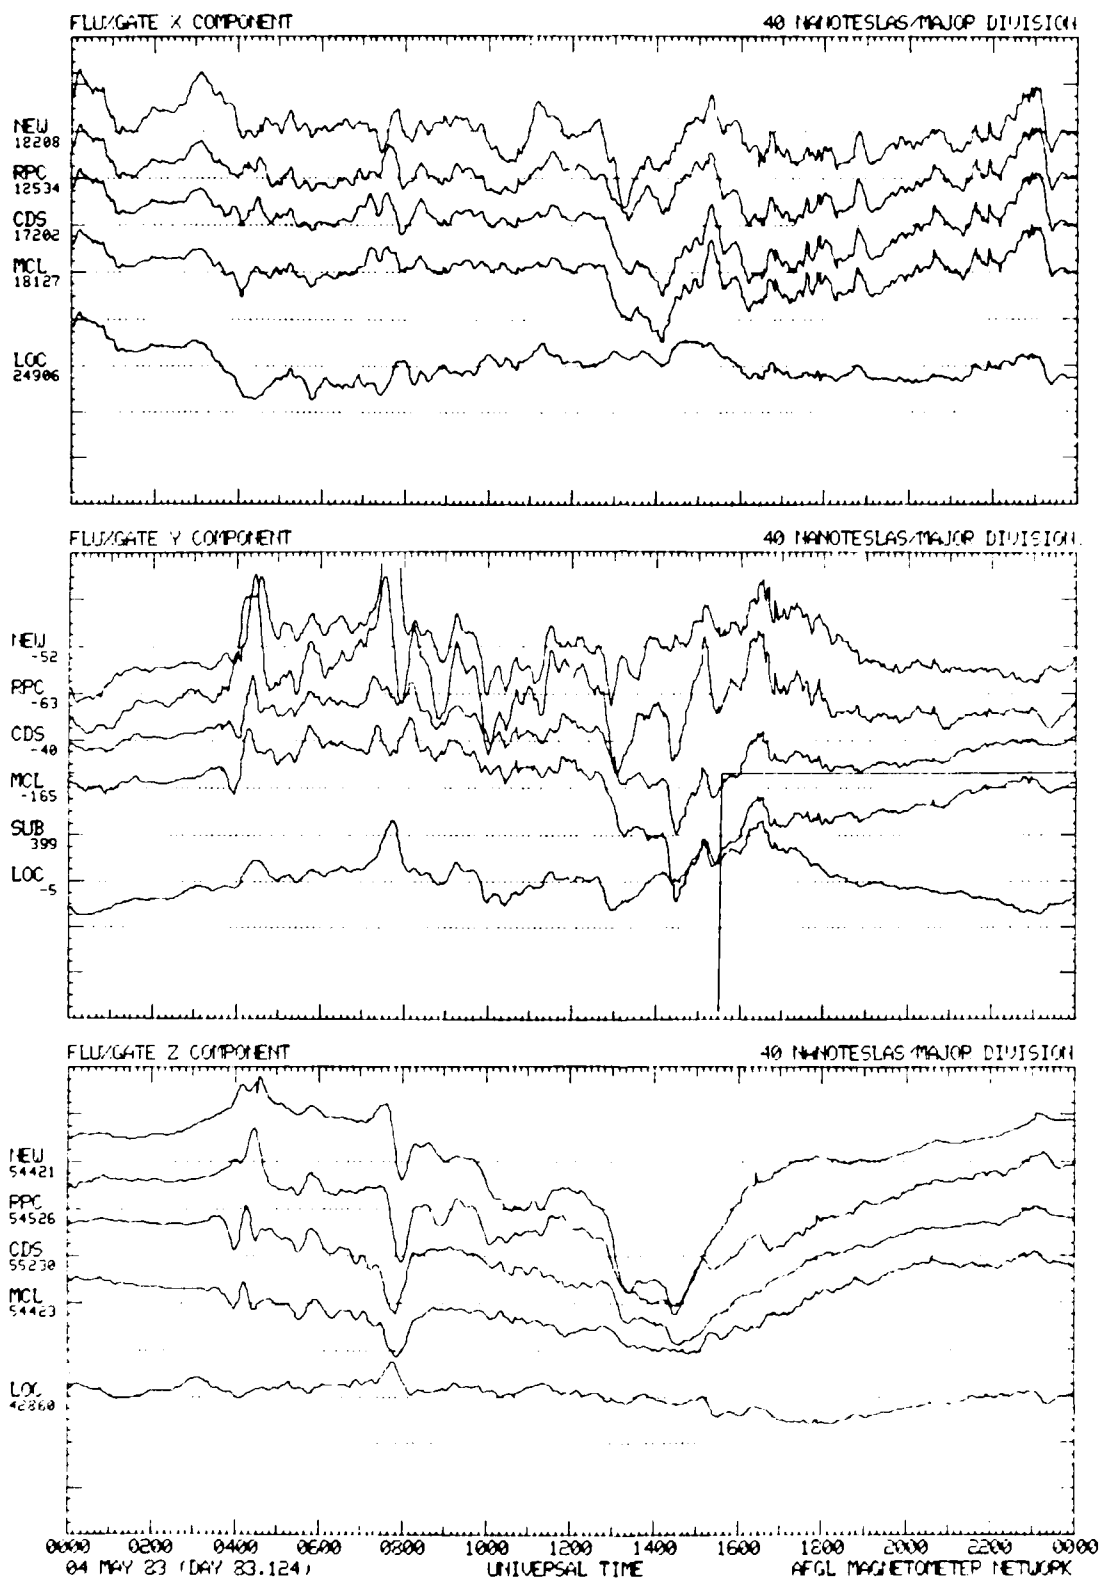 FLUXGATE X COMPONENT 40 NANOTESLAS/MAJOR DIVISION
NEW
18208
RPC
12534
CDS
17202
MCL
18127
LOC
24906
FLUXGATE Y COMPONENT 40 NANOTESLAS/MAJOR DIVISION
NEW
-52
RPC
-63
CDS
-40
MCL
-165
SUB
399
LOC
-5
FLUXGATE Z COMPONENT 40 NANOTESLAS/MAJOR DIVISION
NEW
54421
RPC
54526
CDS
55230
MCL
54423
LOC
42860
0000 0200 0400 0600 0800 1000 1200 1400 1600 1800 2000 2200 0000
04 MAY 83 (DAY 83.124) UNIVERSAL TIME AFGL MAGNETOMETER NETWORK